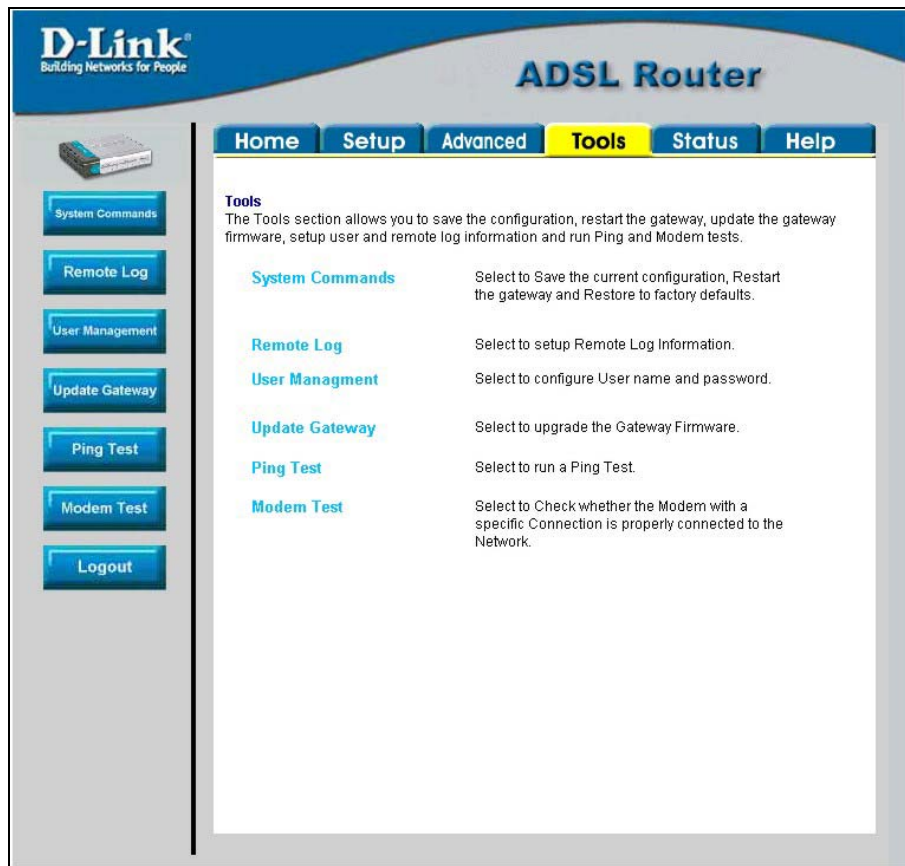 D-Link®
Building Networks for People
ADSL Router
Home Setup Advanced Tools Status Help
System Commands
Remote Log
User Management
Update Gateway
Ping Test
Modem Test
Logout
Tools
The Tools section allows you to save the configuration, restart the gateway, update the gateway
firmware, setup user and remote log information and run Ping and Modem tests.
System Commands Select to Save the current configuration, Restart
the gateway and Restore to factory defaults.
Remote Log Select to setup Remote Log Information.
User Managment Select to configure User name and password.
Update Gateway Select to upgrade the Gateway Firmware.
Ping Test Select to run a Ping Test.
Modem Test Select to Check whether the Modem with a
specific Connection is properly connected to the
Network.